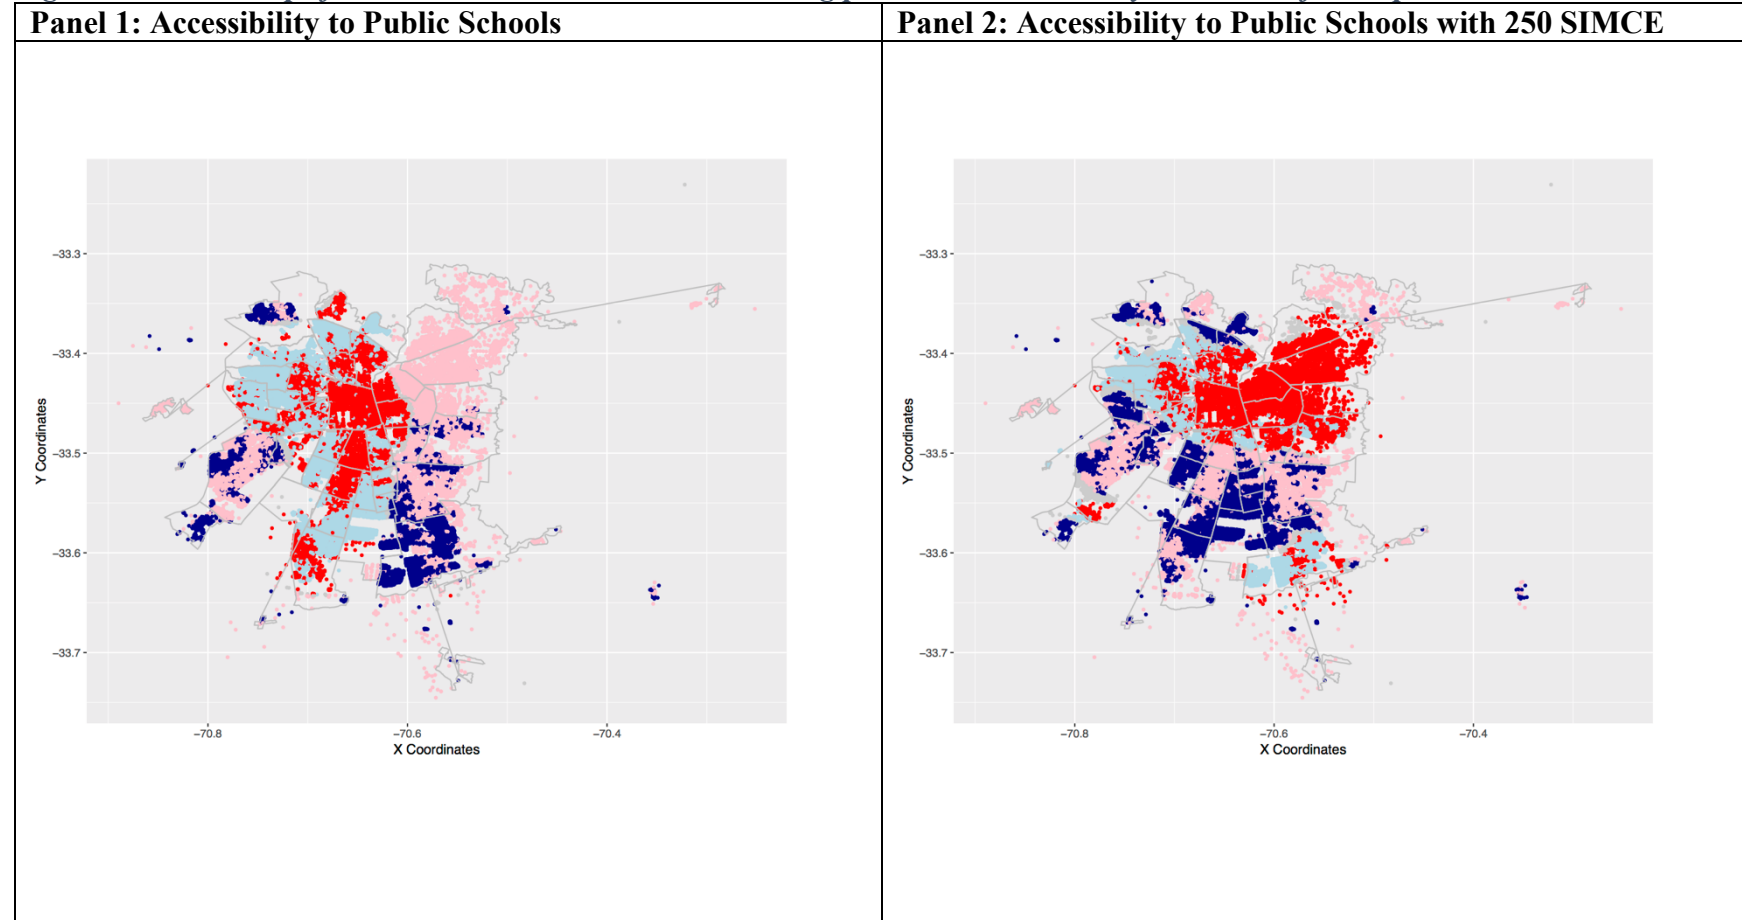 Panel 1: Accessibility to Public Schools
Panel 2: Accessibility to Public Schools with 250 SIMCE
−33.3
−33.4
−33.5
−33.6
−33.7
Y Coordinates
−70.8
−70.6
−70.4
X Coordinates
−33.3
−33.4
−33.5
−33.6
−33.7
Y Coordinates
−70.8
−70.6
−70.4
X Coordinates